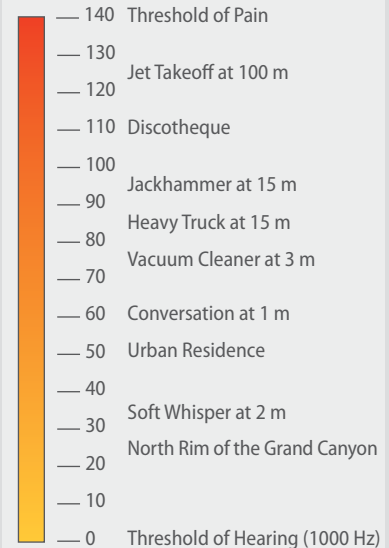 140 Threshold of Pain
130
Jet Takeoff at 100 m
120
110 Discotheque
100
Jackhammer at 15 m
90
Heavy Truck at 15 m
80
Vacuum Cleaner at 3 m
70
60 Conversation at 1 m
50 Urban Residence
40
Soft Whisper at 2 m
30
North Rim of the Grand Canyon
20
10
0 Threshold of Hearing (1000 Hz)